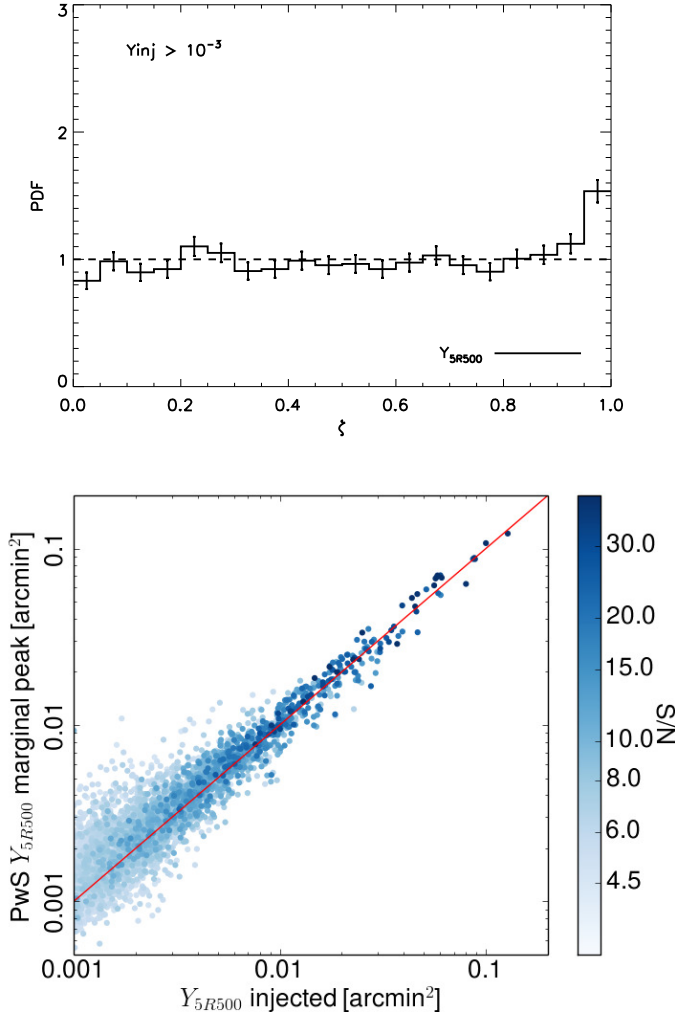 3
Yinj > 10⁻³
2
PDF
1
Y₅R500
0
0.0 0.2 0.4 0.6 0.8 1.0
ζ
PwS Y₅R500 marginal peak [arcmin²]
0.1
0.01
0.001
0.001 0.01 0.1
Y₅R500 injected [arcmin²]
30.0
20.0
15.0
10.0
8.0
6.0
4.5
S/N